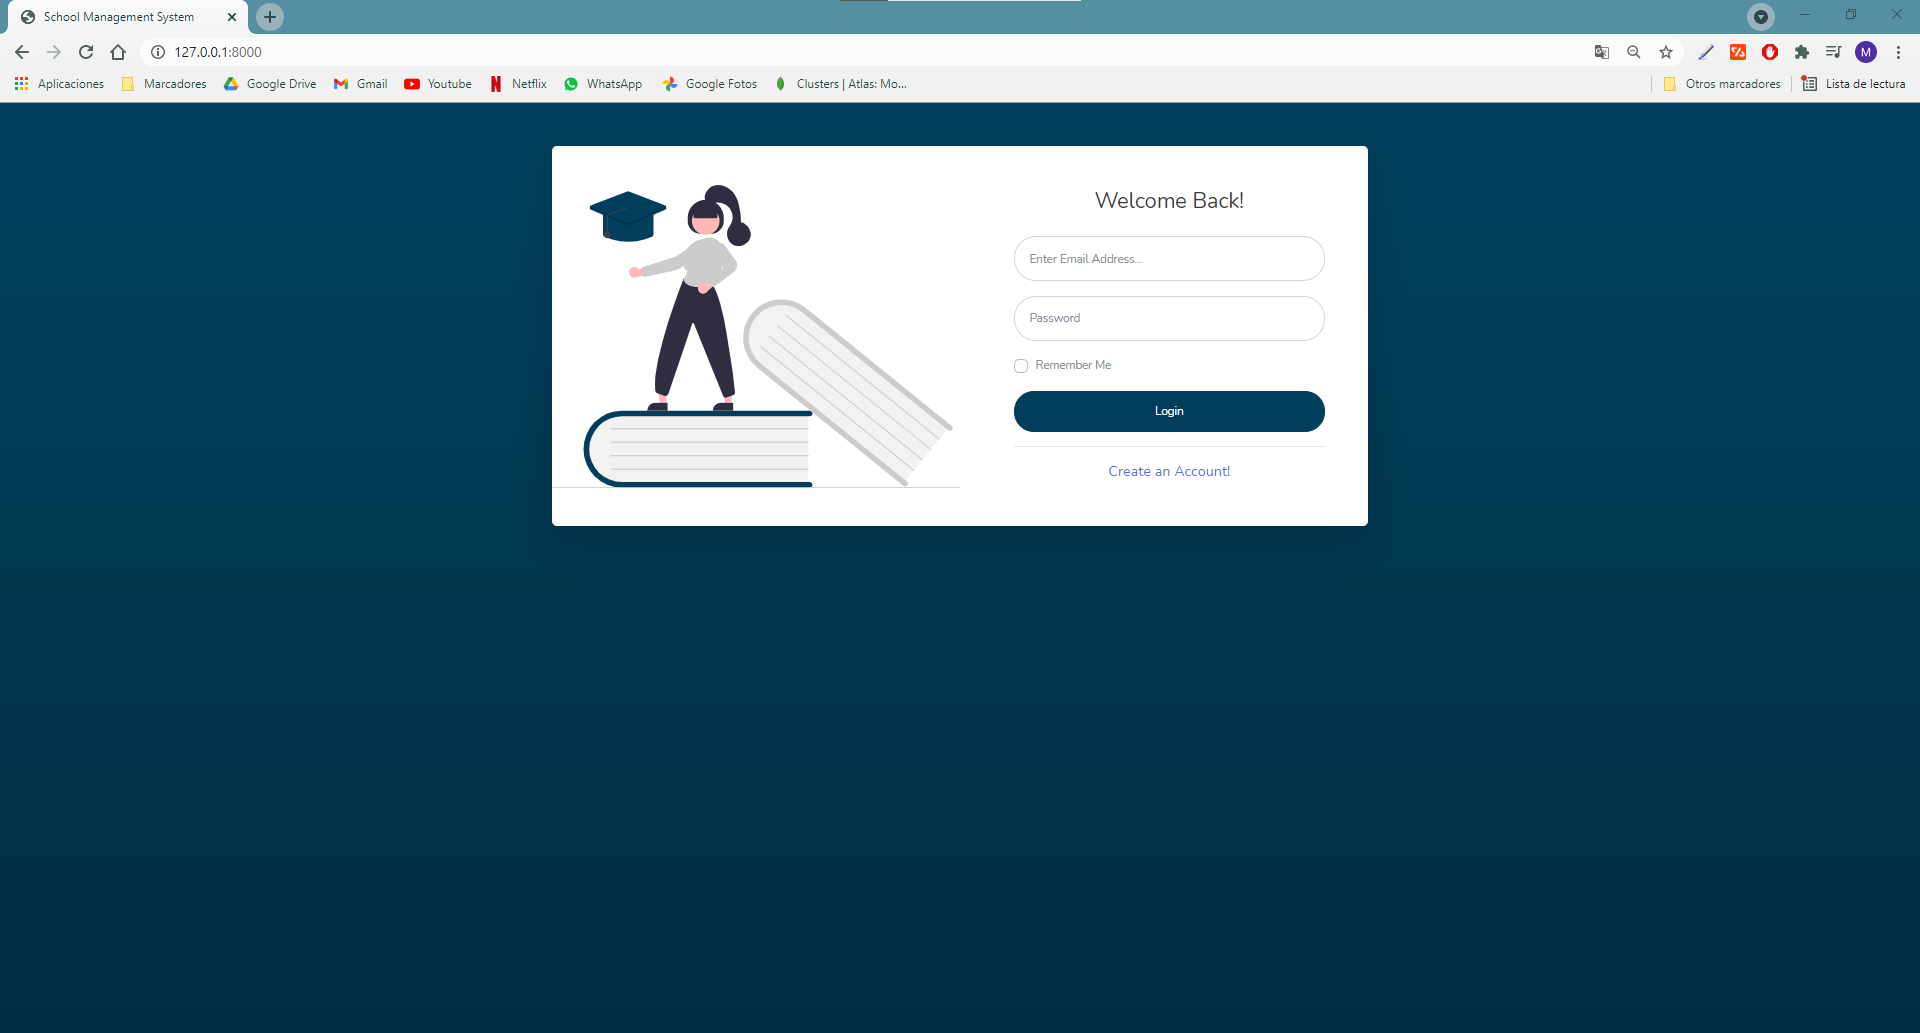 School Management System
127.0.0.1:8000
Aplicaciones Marcadores Google Drive Gmail Youtube Netflix WhatsApp Google Fotos Clusters | Atlas: Mo... Otros marcadores Lista de lectura
M
Welcome Back!
Enter Email Address...
Password
Remember Me
Login
Create an Account!